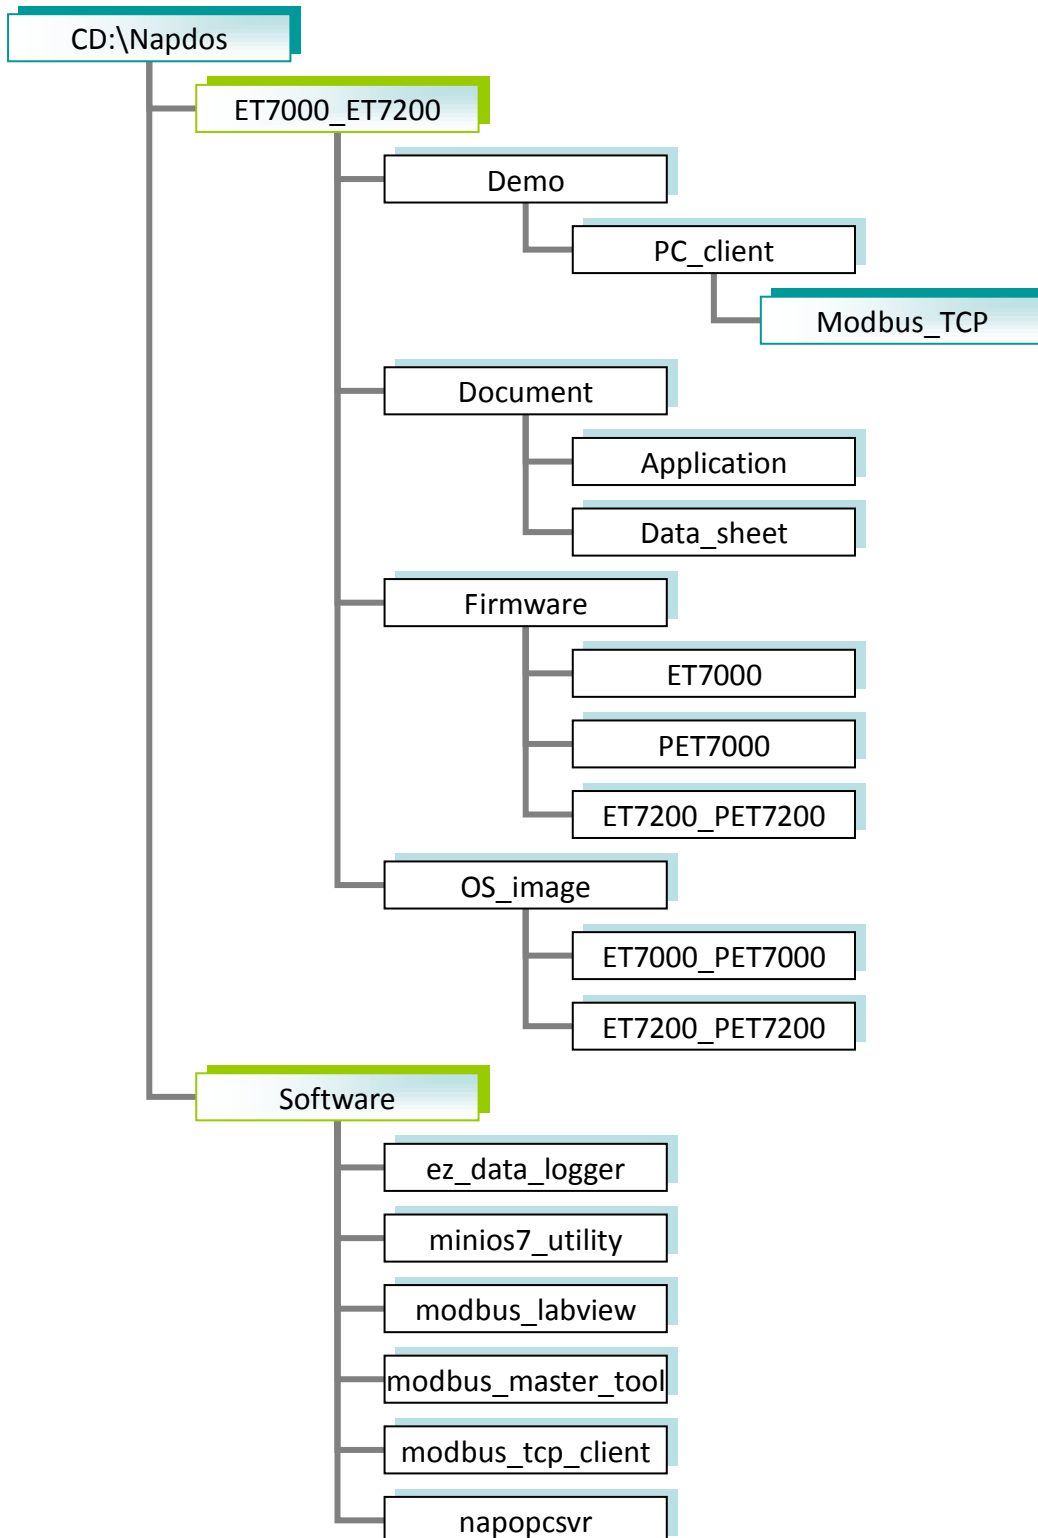 CD:\Napdos
ET7000_ET7200
Demo
PC_client
Modbus_TCP
Document
Application
Data_sheet
Firmware
ET7000
PET7000
ET7200_PET7200
OS_image
ET7000_PET7000
ET7200_PET7200
Software
ez_data_logger
minios7_utility
modbus_labview
modbus_master_tool
modbus_tcp_client
napopcsvr